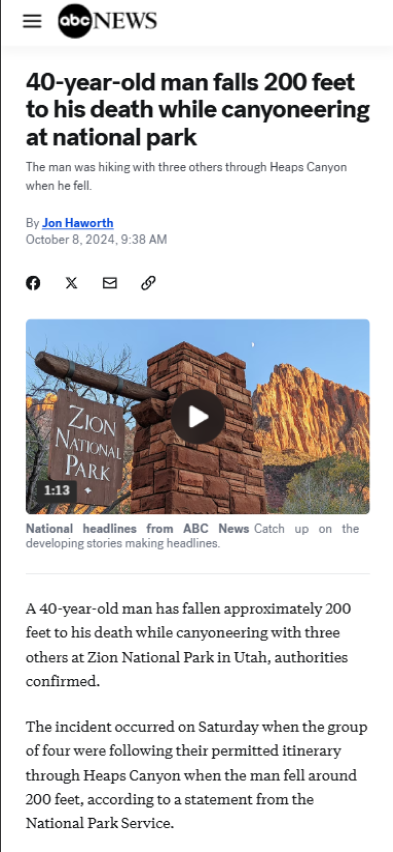 abc NEWS
40-year-old man falls 200 feet
to his death while canyoneering
at national park
The man was hiking with three others through Heaps Canyon
when he fell.
By Jon Haworth
October 8, 2024, 9:38 AM
ZION
NATIONAL
PARK
1:13
National headlines from ABC News Catch up on the
developing stories making headlines.
A 40-year-old man has fallen approximately 200
feet to his death while canyoneering with three
others at Zion National Park in Utah, authorities
confirmed.
The incident occurred on Saturday when the group
of four were following their permitted itinerary
through Heaps Canyon when the man fell around
200 feet, according to a statement from the
National Park Service.